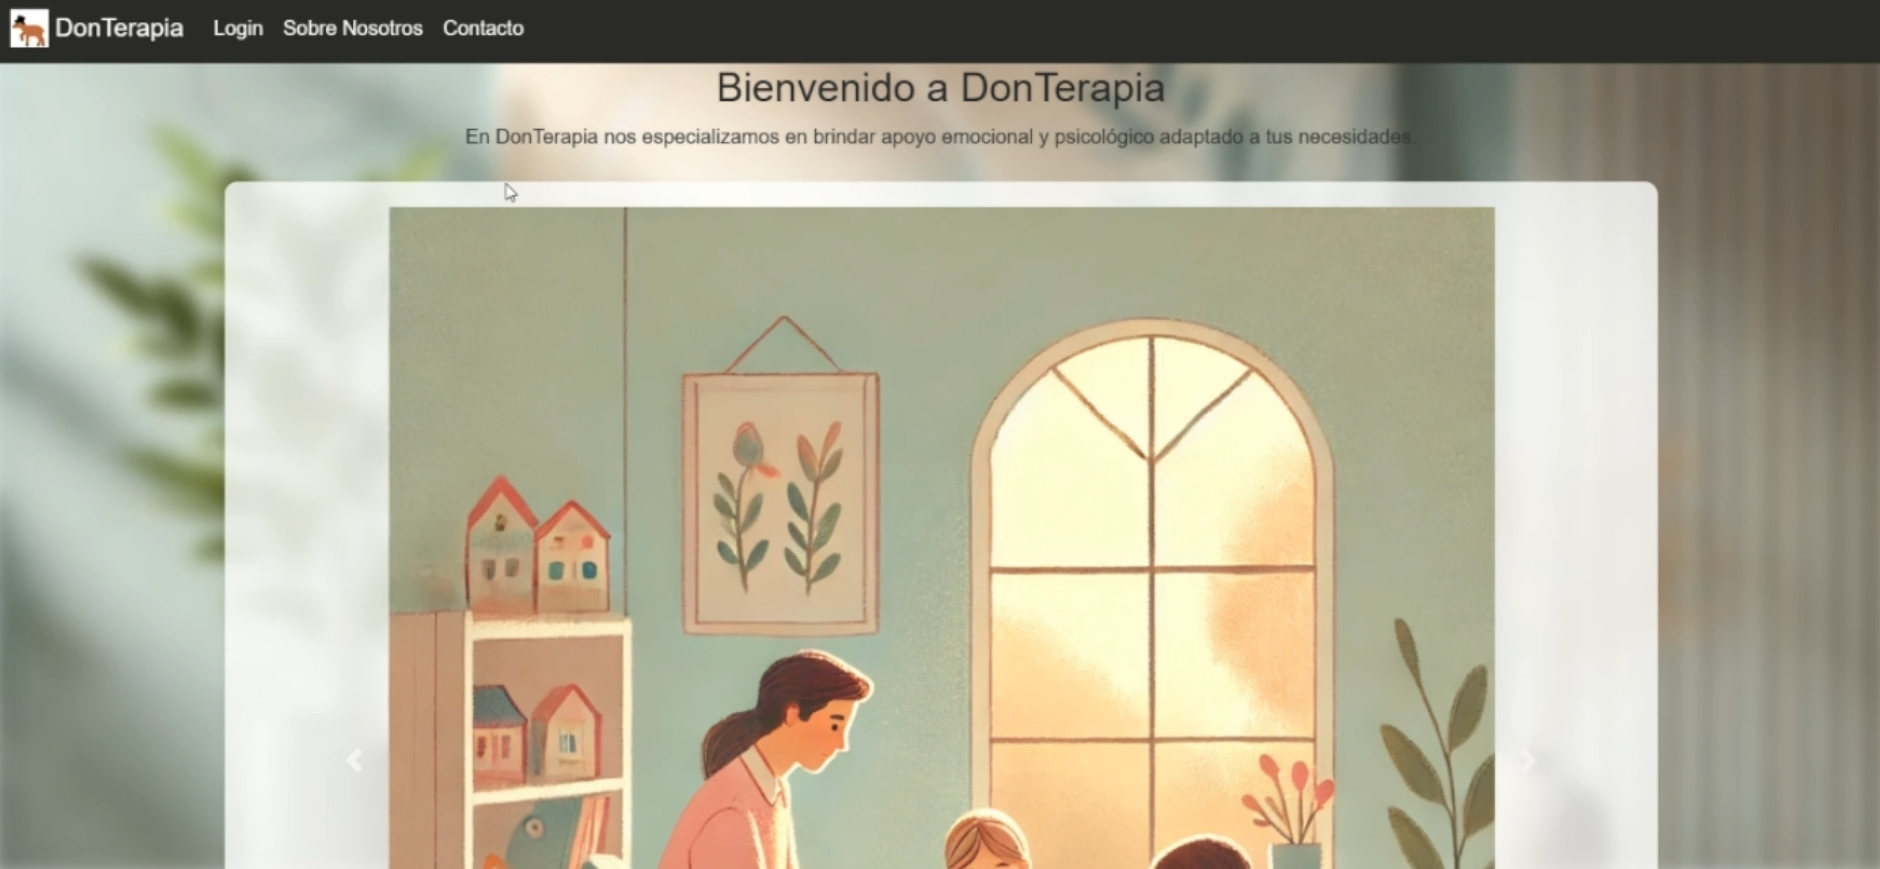 DonTerapia Login Sobre Nosotros Contacto
Bienvenido a DonTerapia
En DonTerapia nos especializamos en brindar apoyo emocional y psicológico adaptado a tus necesidades.